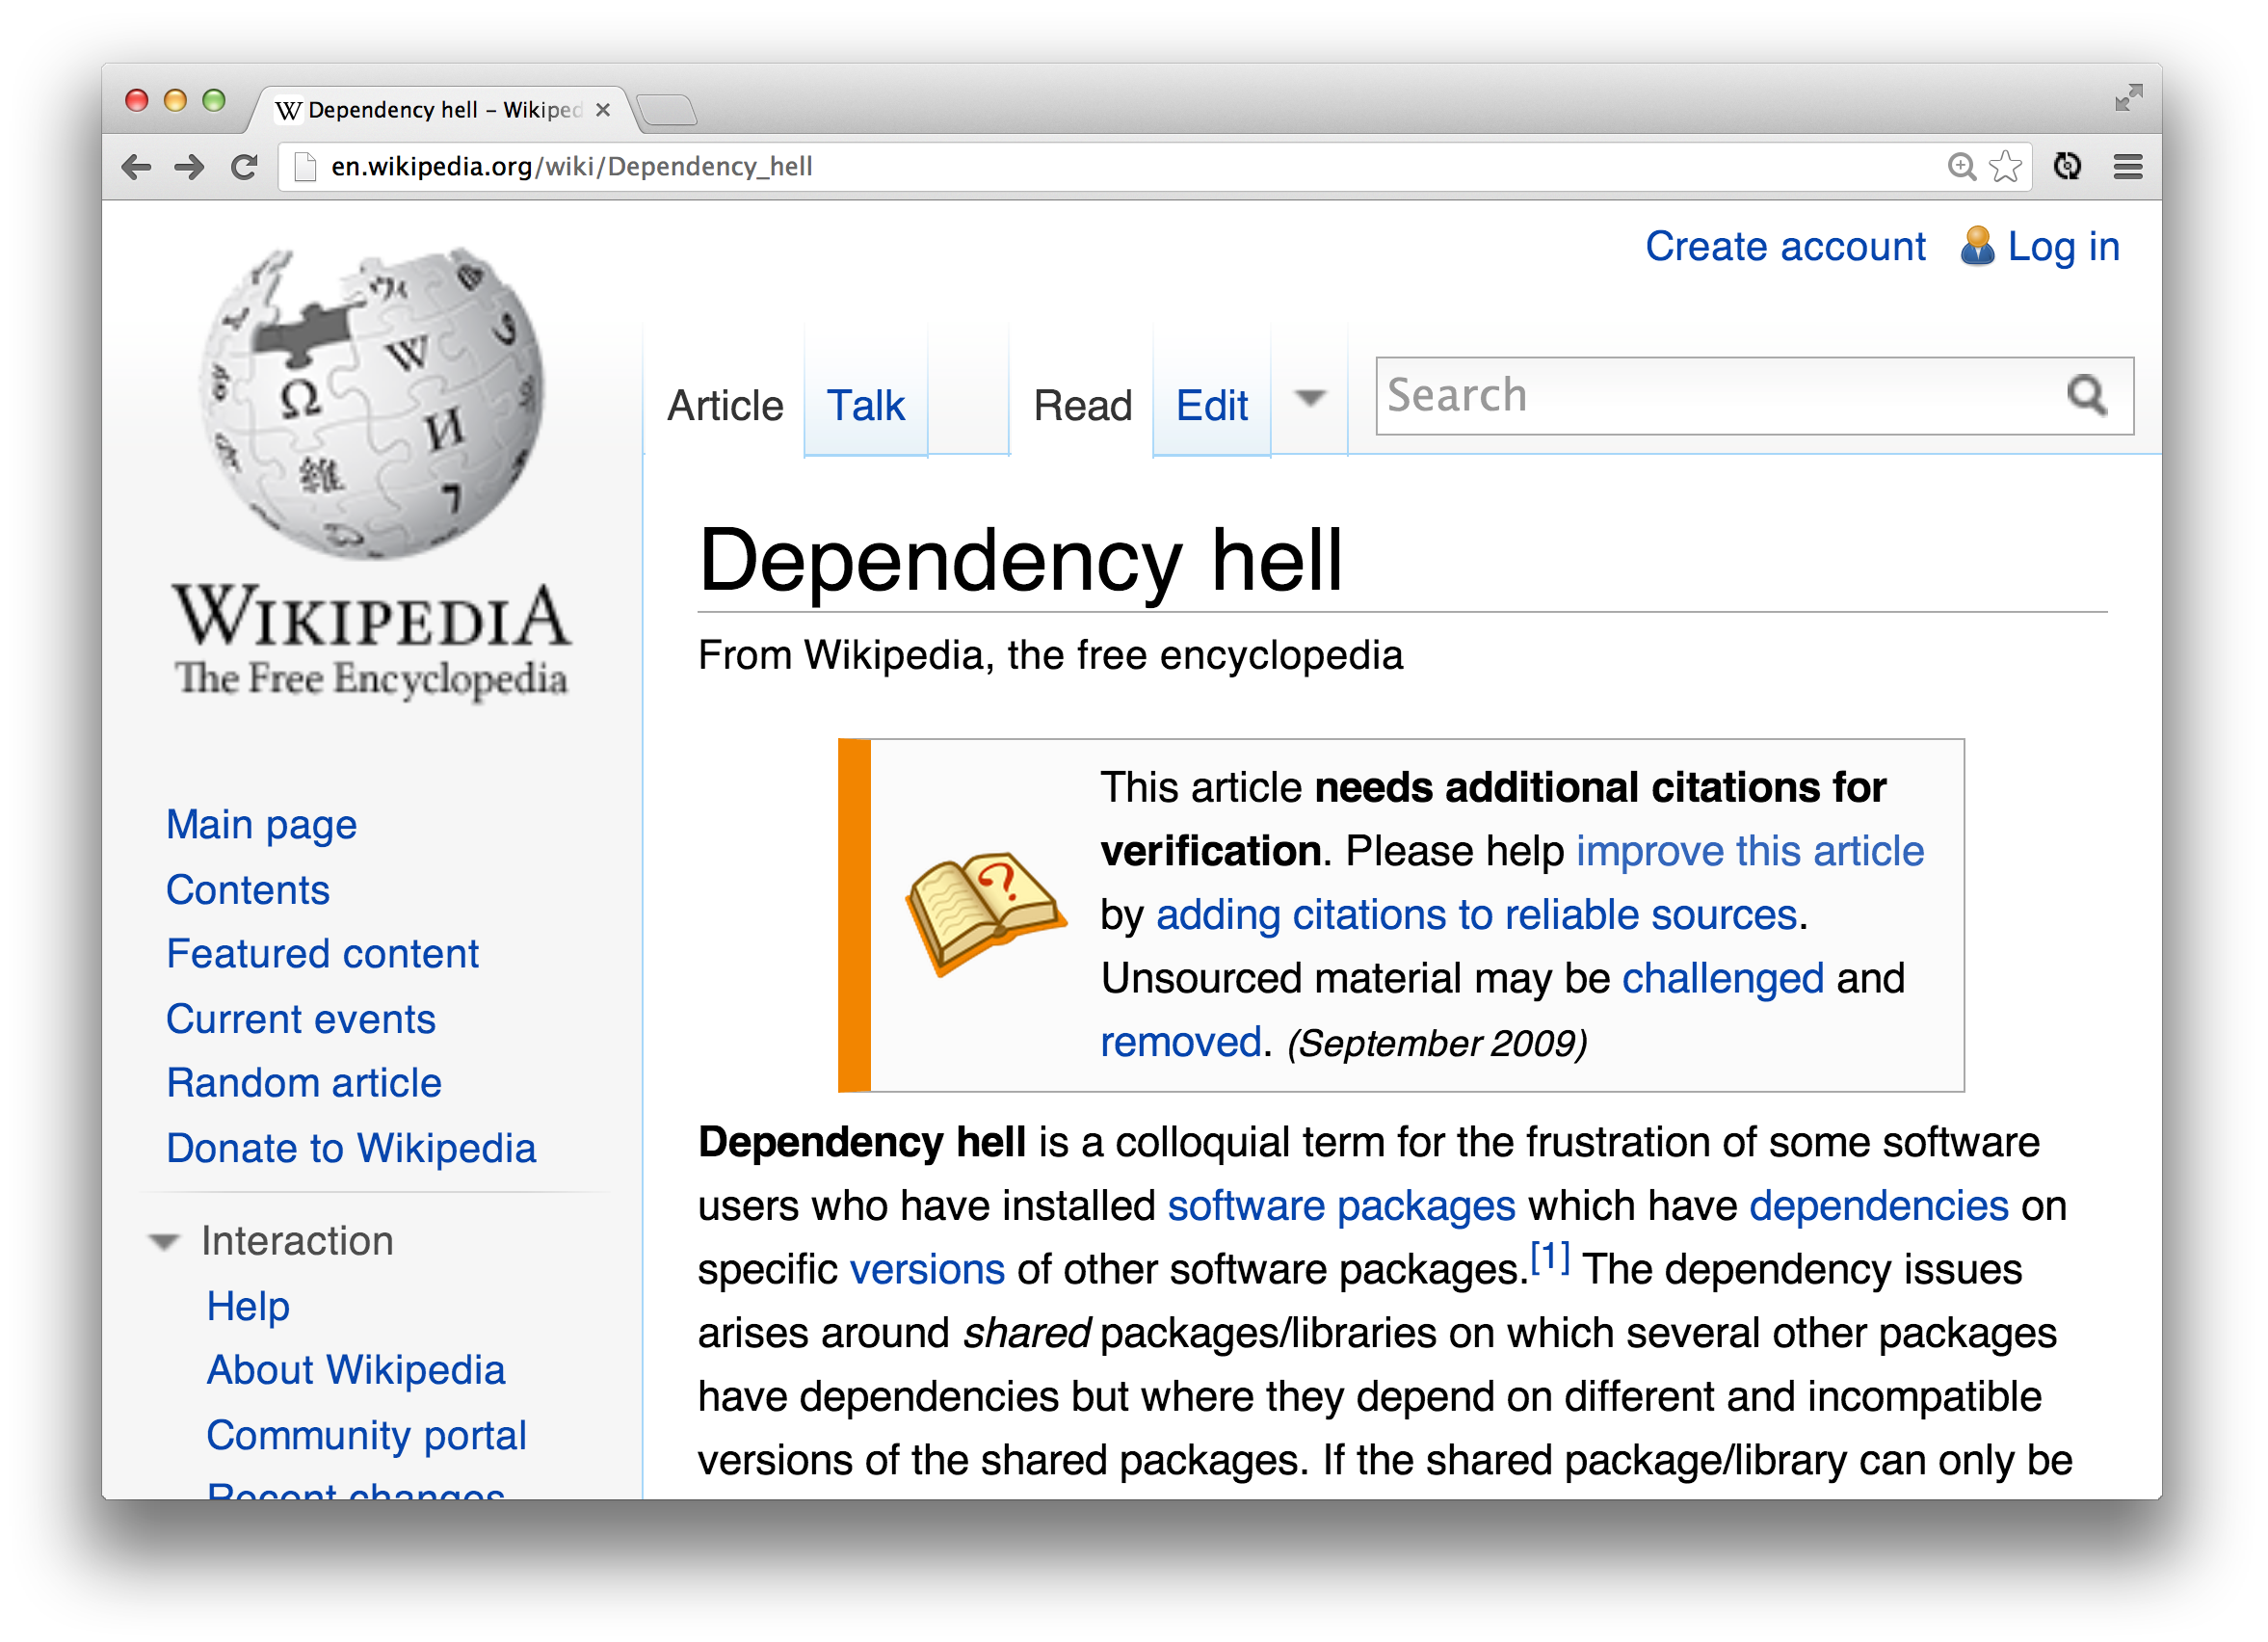 Dependency hell – Wikiped
en.wikipedia.org/wiki/Dependency_hell
Create account Log in
Article Talk Read Edit Search
Ω W И 維 ל
WIKIPEDIA
The Free Encyclopedia
Main page
Contents
Featured content
Current events
Random article
Donate to Wikipedia
Interaction
Help
About Wikipedia
Community portal
Recent changes
Dependency hell
From Wikipedia, the free encyclopedia
This article needs additional citations for
verification. Please help improve this article
by adding citations to reliable sources.
Unsourced material may be challenged and
removed. (September 2009)
Dependency hell is a colloquial term for the frustration of some software
users who have installed software packages which have dependencies on
specific versions of other software packages.[1] The dependency issues
arises around shared packages/libraries on which several other packages
have dependencies but where they depend on different and incompatible
versions of the shared packages. If the shared package/library can only be